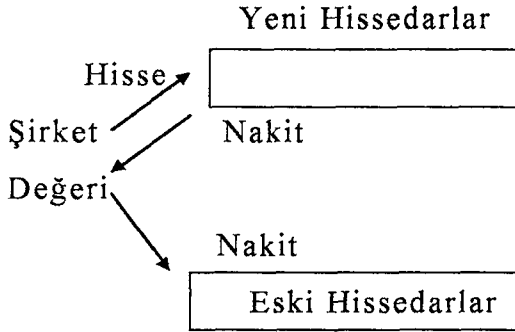 Yeni Hissedarlar
Hisse
Şirket
Nakit
Değeri
Nakit
Eski Hissedarlar